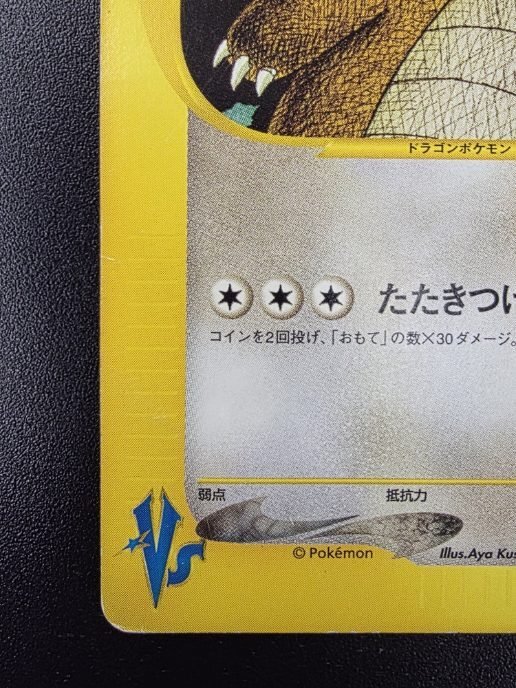 ドラゴンポケモン
たたきつけ
コインを2回投げ、「おもて」の数×30ダメージ。
弱点 抵抗力
VS
© Pokémon
Illus.Aya Kus